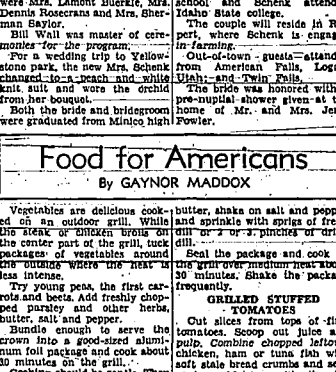 were Mrs. Lamont Buerkle, Mrs.
Dennis Rosecrans and Mrs. Sher-
man Saylor.
Bill Wall was master of cere-
monies for the program.
For a wedding trip to Yellow-
stone park, the new Mrs. Schenk
changed to a peach and white
knit suit and wore the orchid
from her bouquet.
Both the bride and bridegroom
were graduated from Minico high
school and Schenk attend
Idaho State college.
The couple will reside in R
pert, where Schenk is engag
in farming.
Out-of-town guests attend
from American Falls, Log
Utah; and Twin Falls.
The bride was honored with
pre-nuptial shower given at t
home of Mr. and Mrs. Je
Fowler.
Food for Americans
By GAYNOR MADDOX
Vegetables are delicious cook-
ed on an outdoor grill. While
the steak or chicken broils on
the center part of the grill, tuck
packages of vegetables around
the outside where the heat is
less intense.
Try young peas, the first car-
rots and beets. Add freshly chop-
ped parsley and other herbs,
butter, salt and pepper.
Bundle enough to serve the
crown into a good-sized alumi-
num foil package and cook about
30 minutes on the grill.
butter, shake on salt and pepp
and sprinkle with sprigs of fre
dill or 2 or 3 pinches of dri
dill.
Seal the package and cook
the grill over medium heat abo
30 minutes. Shake the packa
frequently.
GRILLED STUFFED
TOMATOES
Cut slices from tops of fi
tomatoes. Scoop out juice a
pulp. Combine chopped lefto
chicken, ham or tuna fish w
soft stale bread crumbs and se